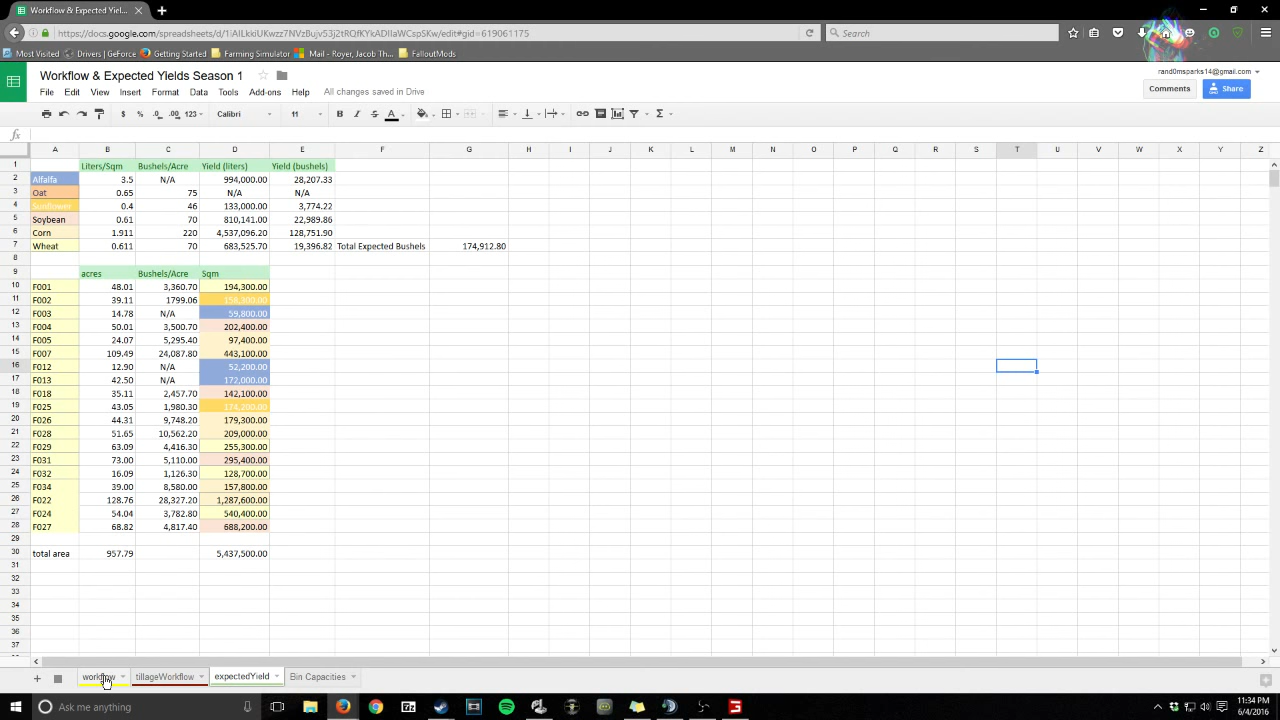 Workflow & Expected Yields ...
https://docs.google.com/spreadsheets/d/1iAlLkkiUKwzz7NVzBujv53j2tRQfKYkADIlaWCspSKw/edit#gid=619061175
Search
Most Visited Drivers | GeForce Getting Started Farming Simulator Mail - Royer, Jacob Th... FalloutMods
Workflow & Expected Yields Season 1
rand0msparks14@gmail.com
File Edit View Insert Format Data Tools Add-ons Help All changes saved in Drive
Comments Share
$ % .0 .00 123 Calibri 11 B I S A Σ
fx
A B C D E F G H I J K L M N O P Q R S T U V W X Y Z
1 Liters/Sqm Bushels/Acre Yield (liters) Yield (bushels)
2 Alfalfa 3.5 N/A 994,000.00 28,207.33
3 Oat 0.65 75 N/A N/A
4 Sunflower 0.4 46 133,000.00 3,774.22
5 Soybean 0.61 70 810,141.00 22,989.86
6 Corn 1.911 220 4,537,096.20 128,751.90
7 Wheat 0.611 70 683,525.70 19,396.82 Total Expected Bushels 174,912.80
8
9 acres Bushels/Acre Sqm
10 F001 48.01 3,360.70 194,300.00
11 F002 39.11 1799.06 158,300.00
12 F003 14.78 N/A 59,800.00
13 F004 50.01 3,500.70 202,400.00
14 F005 24.07 5,295.40 97,400.00
15 F007 109.49 24,087.80 443,100.00
16 F012 12.90 N/A 52,200.00
17 F013 42.50 N/A 172,000.00
18 F018 35.11 2,457.70 142,100.00
19 F025 43.05 1,980.30 174,200.00
20 F026 44.31 9,748.20 179,300.00
21 F028 51.65 10,562.20 209,000.00
22 F029 63.09 4,416.30 255,300.00
23 F031 73.00 5,110.00 295,400.00
24 F032 16.09 1,126.30 128,700.00
25 F034 39.00 8,580.00 157,800.00
26 F022 128.76 28,327.20 1,287,600.00
27 F024 54.04 3,782.80 540,400.00
28 F027 68.82 4,817.40 688,200.00
29
30 total area 957.79 5,437,500.00
31
32
33
34
35
36
37
workflow tillageWorkflow expectedYield Bin Capacities
Ask me anything
11:34 PM
6/4/2016